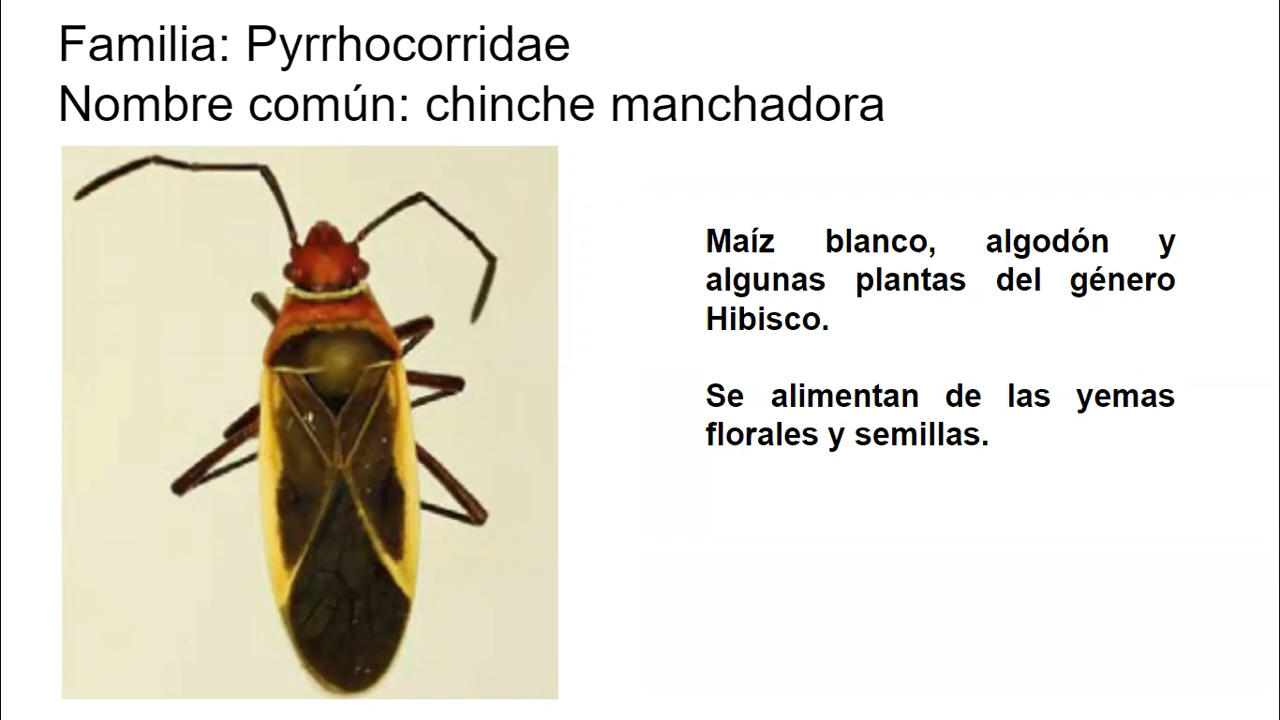 Familia: Pyrrhocorridae
Nombre común: chinche manchadora
Maíz blanco, algodón y
algunas plantas del género
Hibisco.
Se alimentan de las yemas
florales y semillas.